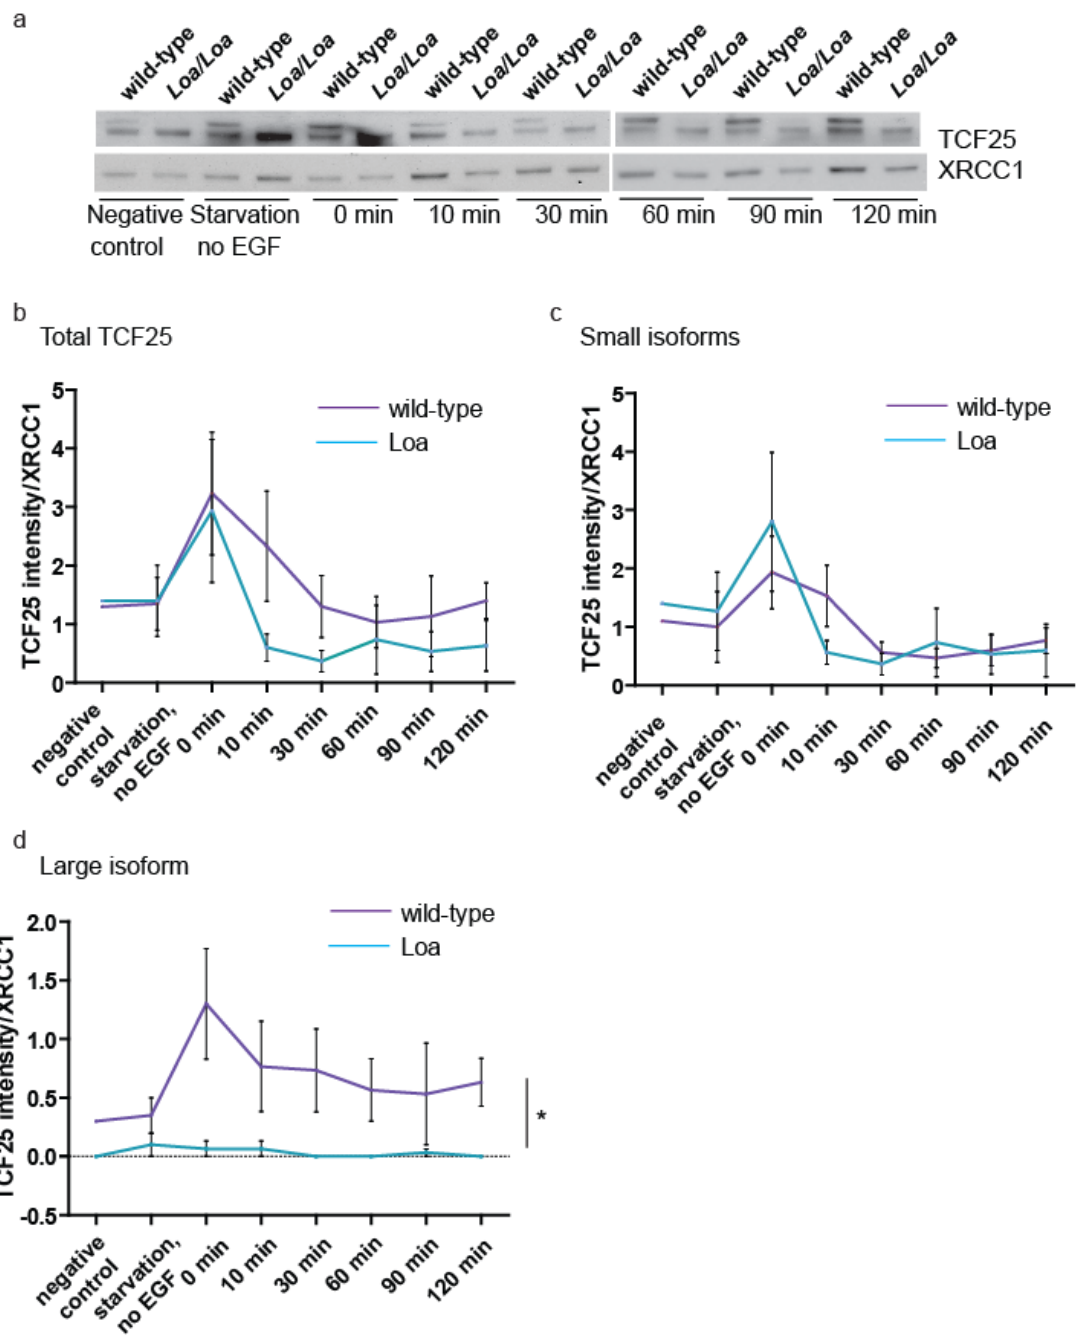 a
wild-type Loa/Loa wild-type Loa/Loa wild-type Loa/Loa wild-type Loa/Loa wild-type Loa/Loa wild-type Loa/Loa wild-type Loa/Loa wild-type Loa/Loa
TCF25
XRCC1
Negative control
Starvation no EGF
0 min
10 min
30 min
60 min
90 min
120 min
b
Total TCF25
TCF25 intensity/XRCC1
5
4
3
2
1
0
wild-type
Loa
negative control
starvation, no EGF
0 min
10 min
30 min
60 min
90 min
120 min
c
Small isoforms
TCF25 intensity/XRCC1
5
4
3
2
1
0
wild-type
Loa
negative control
starvation, no EGF
0 min
10 min
30 min
60 min
90 min
120 min
d
Large isoform
TCF25 intensity/XRCC1
2.0
1.5
1.0
0.5
0.0
-0.5
wild-type
Loa
*
negative control
starvation, no EGF
0 min
10 min
30 min
60 min
90 min
120 min